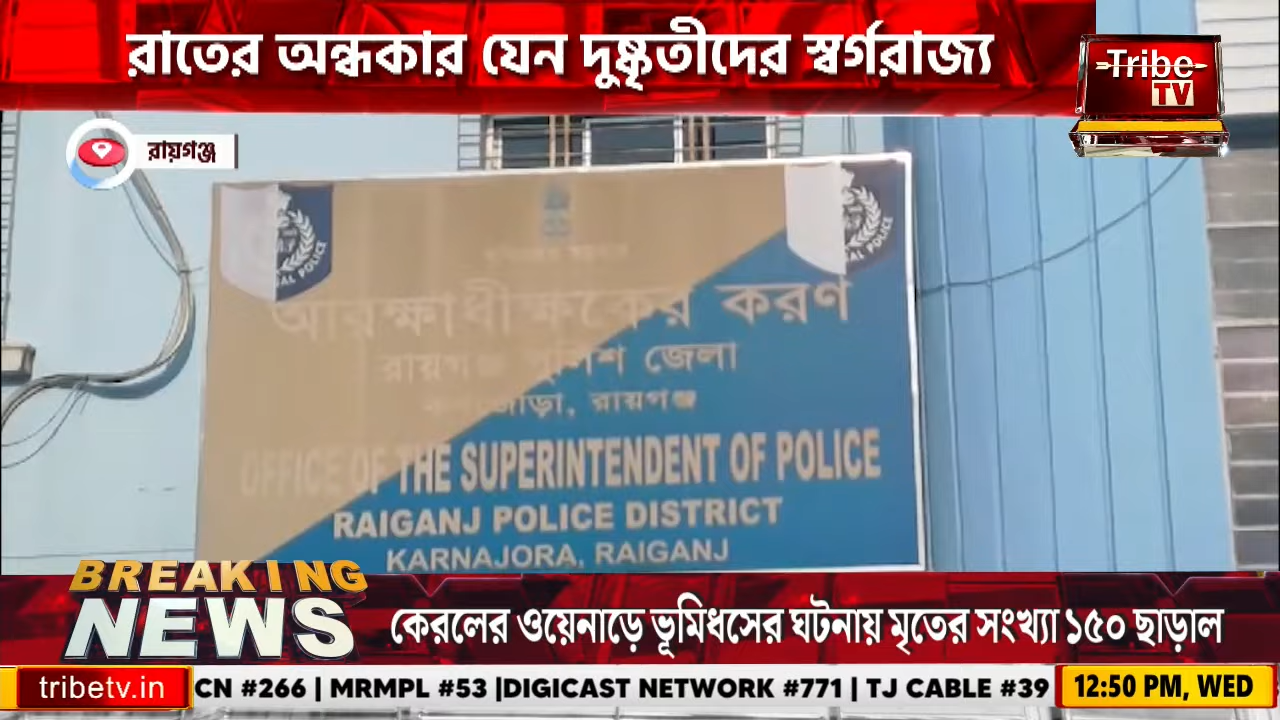 রাতের অন্ধকার যেন দুষ্কৃতীদের স্বর্গরাজ্য
Tribe
TV
রায়গঞ্জ
আরক্ষাধীক্ষকের করণ
রায়গঞ্জ পুলিশ জেলা
রায়গঞ্জ
OFFICE OF THE SUPERINTENDENT OF POLICE
RAIGANJ POLICE DISTRICT
KARNAJORA, RAIGANJ
BREAKING
NEWS
কেরলের ওয়েনাড়ে ভূমিধসের ঘটনায় মৃতের সংখ্যা ১৫০ ছাড়াল
tribetv.in
CN #266 | MRMPL #53 |DIGICAST NETWORK #771 | TJ CABLE #39
12:50 PM, WED